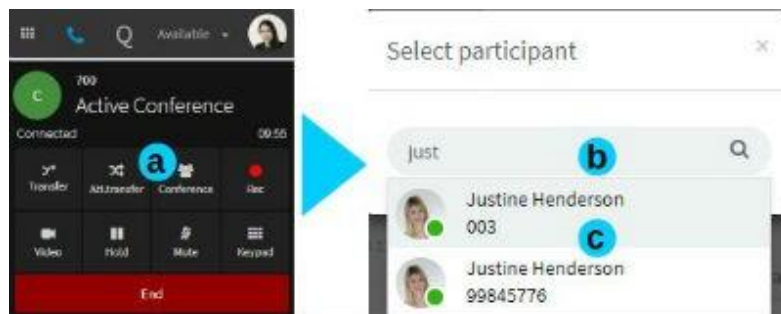 Q Available
C
700
Active Conference
Connected 09:56
a
Transfer Att.transfer Conference Rec
Video Hold Mute Keypad
End
Select participant ×
just
b
Justine Henderson
003
c
Justine Henderson
99845776